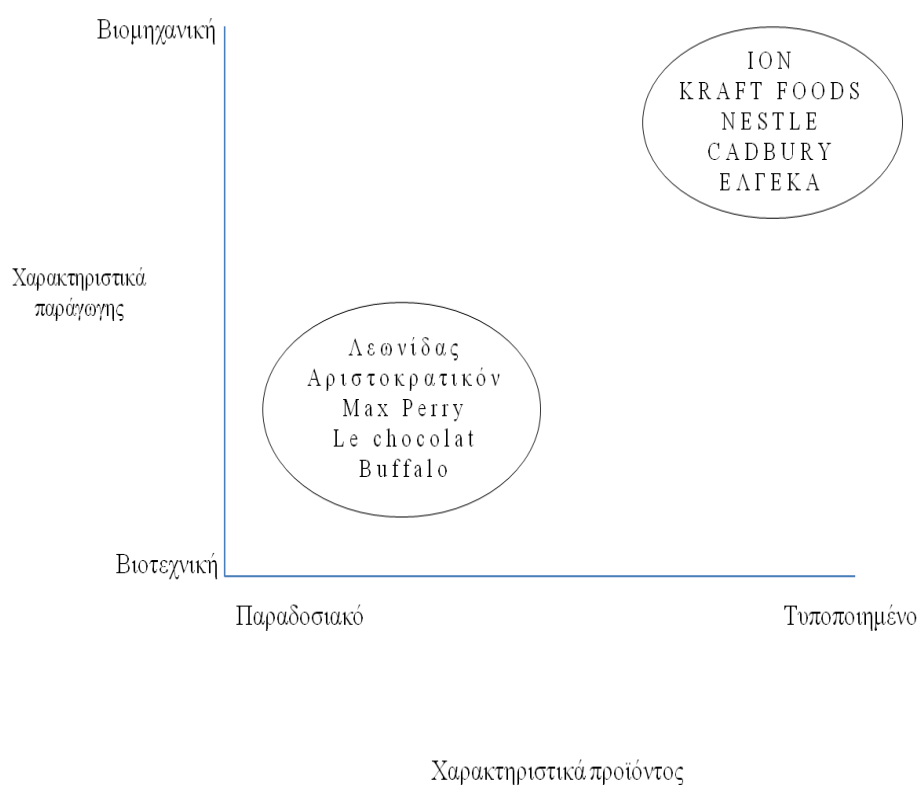 Βιομηχανική
ΙΟΝ
KRAFT FOODS
NESTLE
CADBURY
ΕΛΓΕΚΑ
Χαρακτηριστικά
παράγωγης
Λεωνίδας
Αριστοκρατικόν
Max Perry
Le chocolat
Buffalo
Βιοτεχνική
Παραδοσιακό
Τυποποιημένο
Χαρακτηριστικά προϊόντος